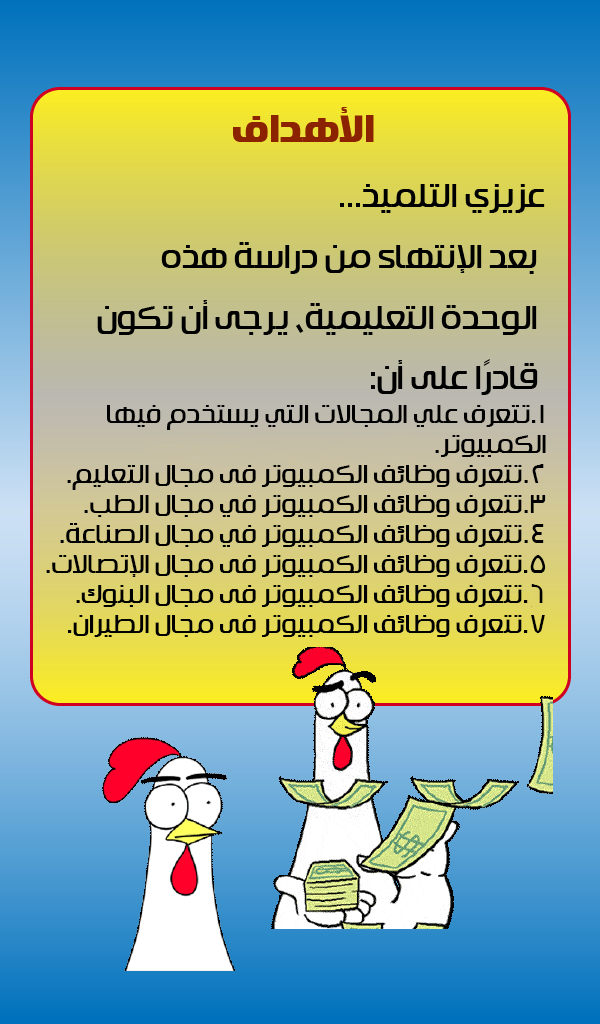 الأهداف
عزيزي التلميذ...
بعد الإنتهاء من دراسة هذه
الوحدة التعليمية، يرجى أن تكون
قادرًا على أن:
١.تتعرف علي المجالات التي يستخدم فيها
الكمبيوتر.
٢.تتعرف وظائف الكمبيوتر فى مجال التعليم.
٣.تتعرف وظائف الكمبيوتر في مجال الطب.
٤.تتعرف وظائف الكمبيوتر في مجال الصناعة.
٥.تتعرف وظائف الكمبيوتر فى مجال الإتصالات.
٦.تتعرف وظائف الكمبيوتر فى مجال البنوك.
٧.تتعرف وظائف الكمبيوتر فى مجال الطيران.